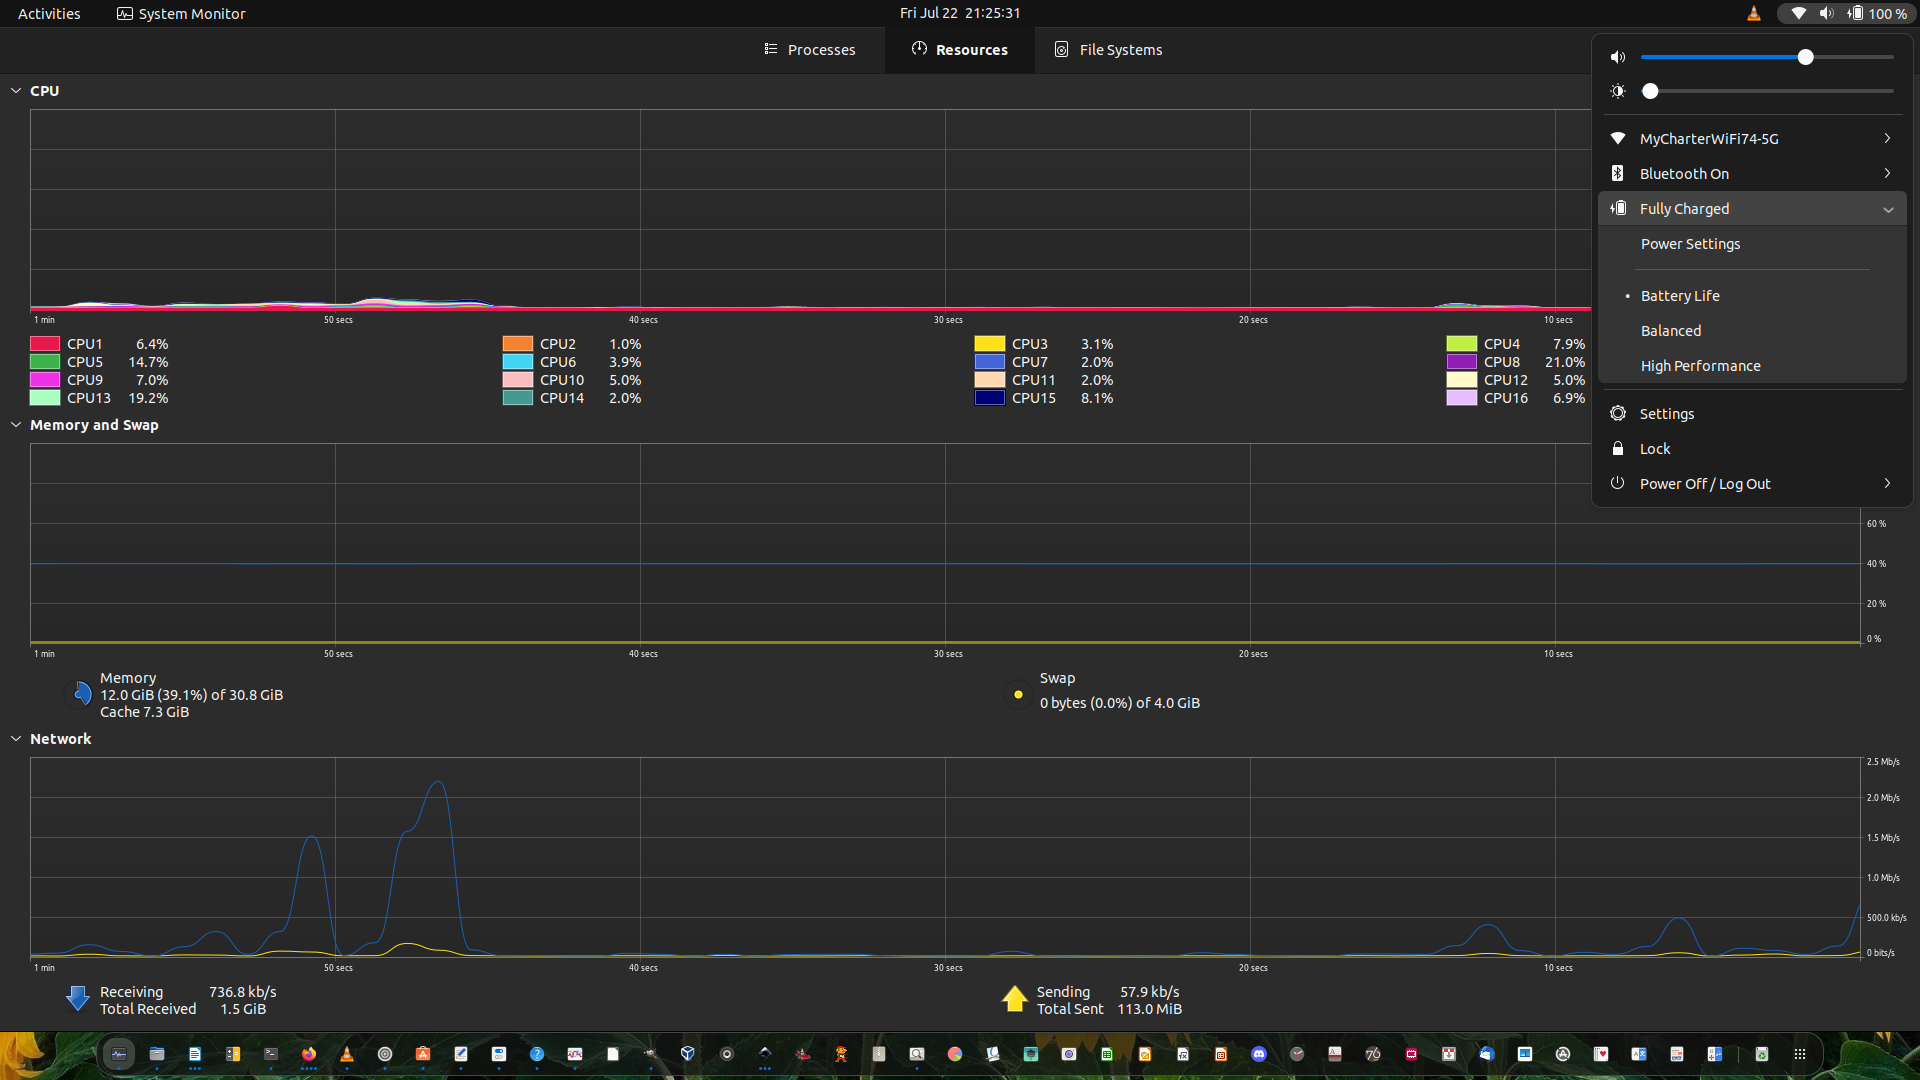 Activities
System Monitor
Fri Jul 22 21:25:31
100 %
Processes
Resources
File Systems
CPU
1 min
50 secs
40 secs
30 secs
20 secs
10 secs
CPU1 6.4%
CPU2 1.0%
CPU3 3.1%
CPU4 7.9%
CPU5 14.7%
CPU6 3.9%
CPU7 2.0%
CPU8 21.0%
CPU9 7.0%
CPU10 5.0%
CPU11 2.0%
CPU12 5.0%
CPU13 19.2%
CPU14 2.0%
CPU15 8.1%
CPU16 6.9%
MyCharterWiFi74-5G
Bluetooth On
Fully Charged
Power Settings
Battery Life
Balanced
High Performance
Settings
Lock
Power Off / Log Out
Memory and Swap
60 %
40 %
20 %
0 %
1 min
50 secs
40 secs
30 secs
20 secs
10 secs
Memory
12.0 GiB (39.1%) of 30.8 GiB
Cache 7.3 GiB
Swap
0 bytes (0.0%) of 4.0 GiB
Network
2.5 Mb/s
2.0 Mb/s
1.5 Mb/s
1.0 Mb/s
500.0 kb/s
0 bits/s
1 min
50 secs
40 secs
30 secs
20 secs
10 secs
Receiving 736.8 kb/s
Total Received 1.5 GiB
Sending 57.9 kb/s
Total Sent 113.0 MiB